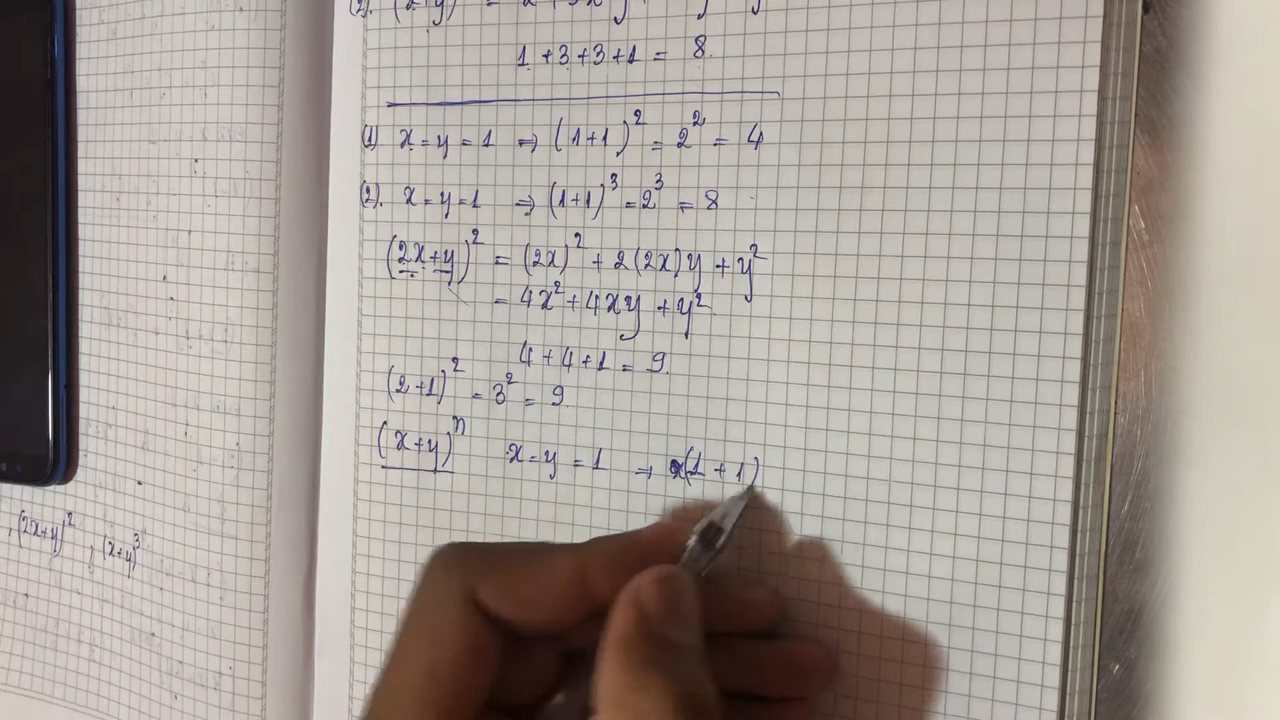 1 + 3 + 3 + 1 = 8.
(1). x = y = 1 ⇒ (1+1)² = 2² = 4
(2). x = y = 1 ⇒ (1+1)³ = 2³ = 8
(2x+y)² = (2x)² + 2(2x)y + y²
= 4x² + 4xy + y²
4 + 4 + 1 = 9.
(2+1)² = 3² = 9.
(x+y)ⁿ x = y = 1 → (1 + 1)
, (2x+y)² ; (x+y)³